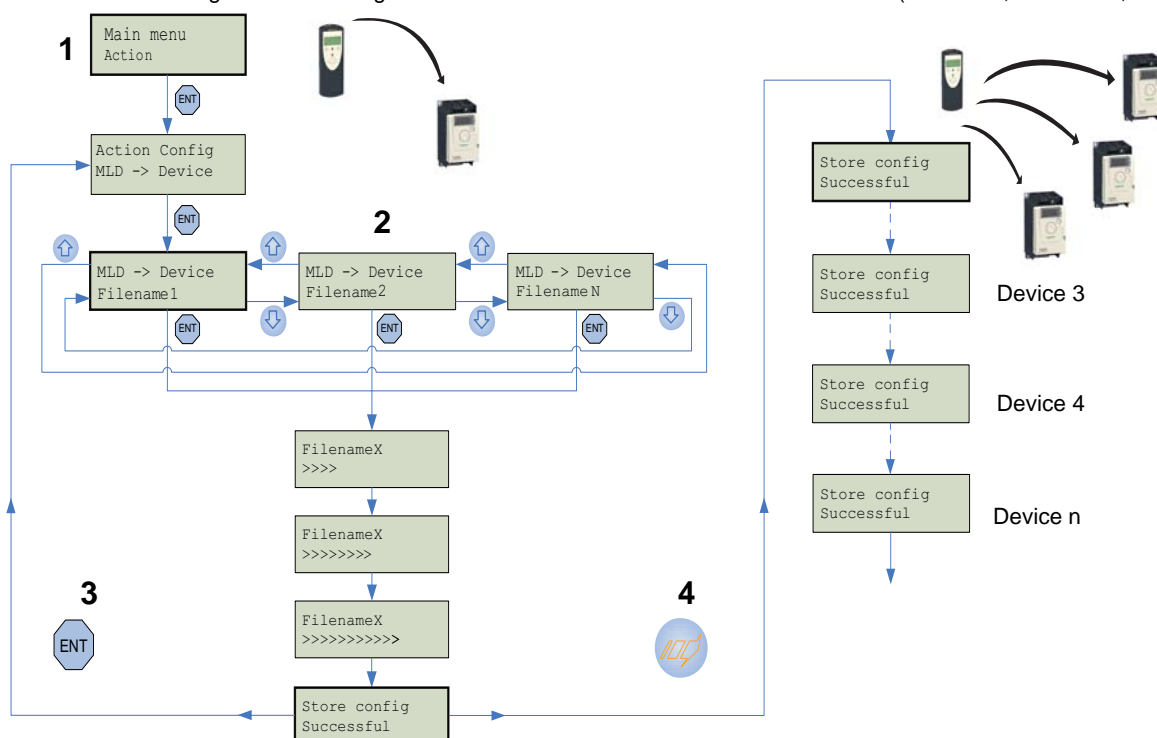 1
Main menu
Action
ENT
Action Config
MLD -> Device
ENT
2
MLD -> Device
Filename1
MLD -> Device
Filename2
MLD -> Device
FilenameN
ENT
ENT
ENT
FilenameX
>>>>
FilenameX
>>>>>>>>
FilenameX
>>>>>>>>>>>
3
ENT
4
Store config
Successful
Store config
Successful
Store config
Successful
Device 3
Store config
Successful
Device 4
Store config
Successful
Device n